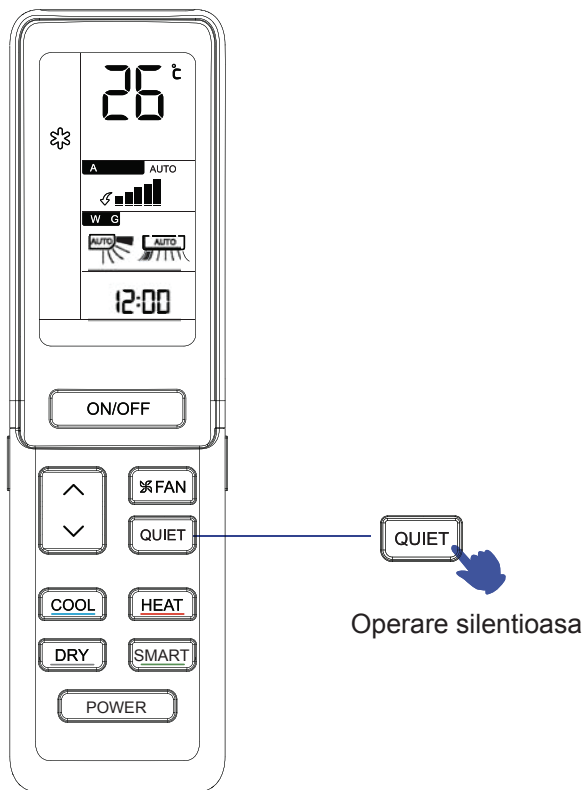 26 °C
A AUTO
W G
AUTO AUTO
12:00
ON/OFF
FAN
QUIET
QUIET
COOL HEAT
Operare silentioasa
DRY SMART
POWER